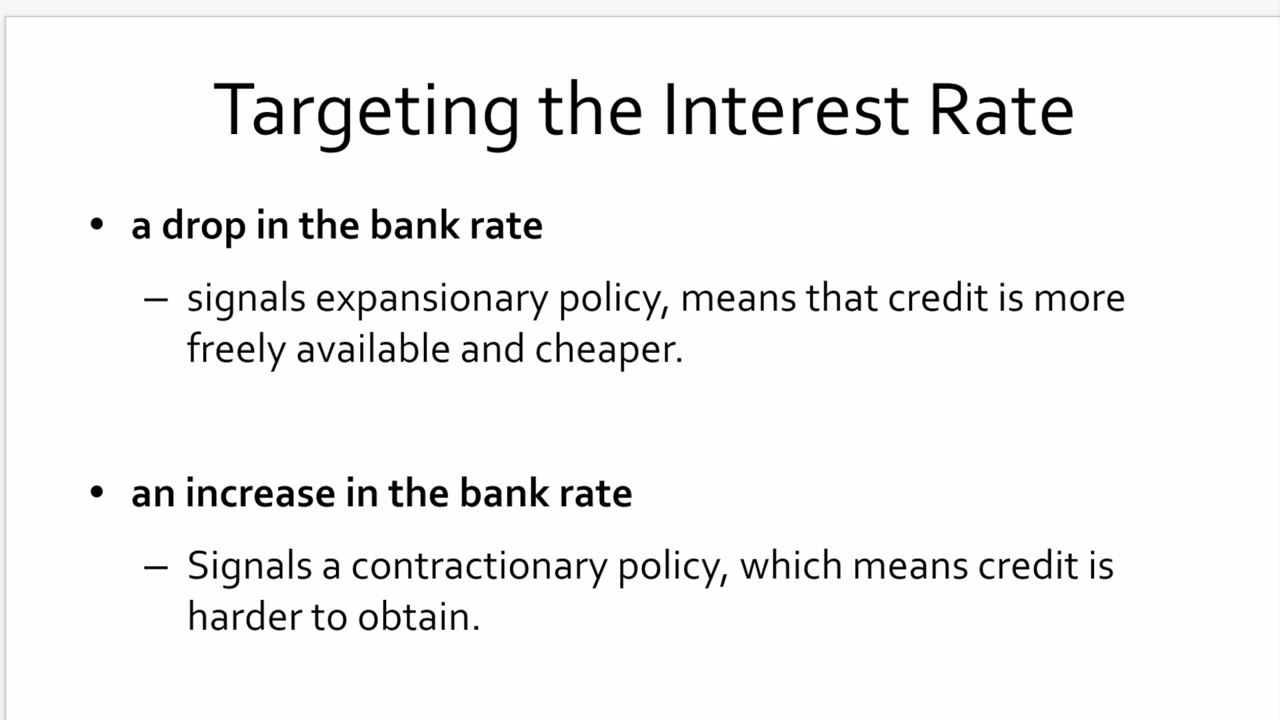 Targeting the Interest Rate
• a drop in the bank rate
– signals expansionary policy, means that credit is more
freely available and cheaper.
• an increase in the bank rate
– Signals a contractionary policy, which means credit is
harder to obtain.